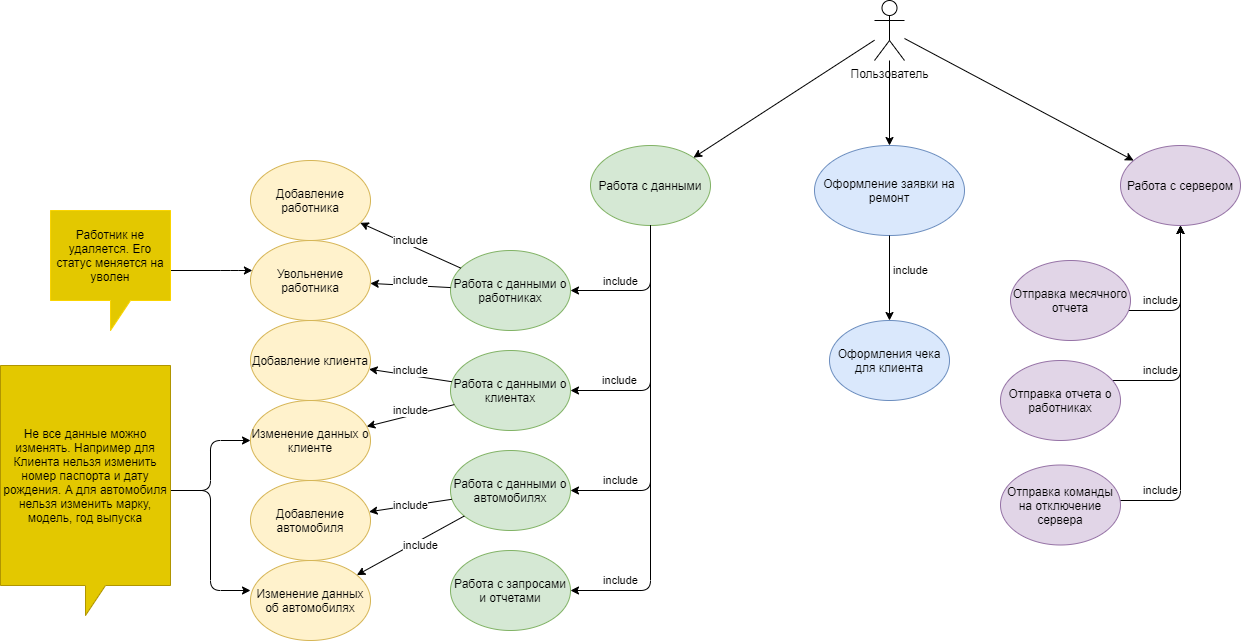 Пользователь
Работа с данными
Оформление заявки на
ремонт
Работа с сервером
Добавление
работника
Работник не
удаляется. Его
статус меняется на
уволен
include
Увольнение
работника
include
Работа с данными о
работниках
include
include
Отправка месячного
отчета
include
Добавление клиента
include
Работа с данными о
клиентах
include
Оформления чека
для клиента
Отправка отчета о
работниках
include
Не все данные можно
изменять. Например для
Клиента нельзя изменить
номер паспорта и дату
рождения. А для автомобиля
нельзя изменить марку,
модель, год выпуска
Изменение данных о
клиенте
include
Добавление
автомобиля
include
Работа с данными о
автомобилях
include
Отправка команды
на отключение
сервера
include
include
Изменение данных
об автомобилях
Работа с запросами
и отчетами
include